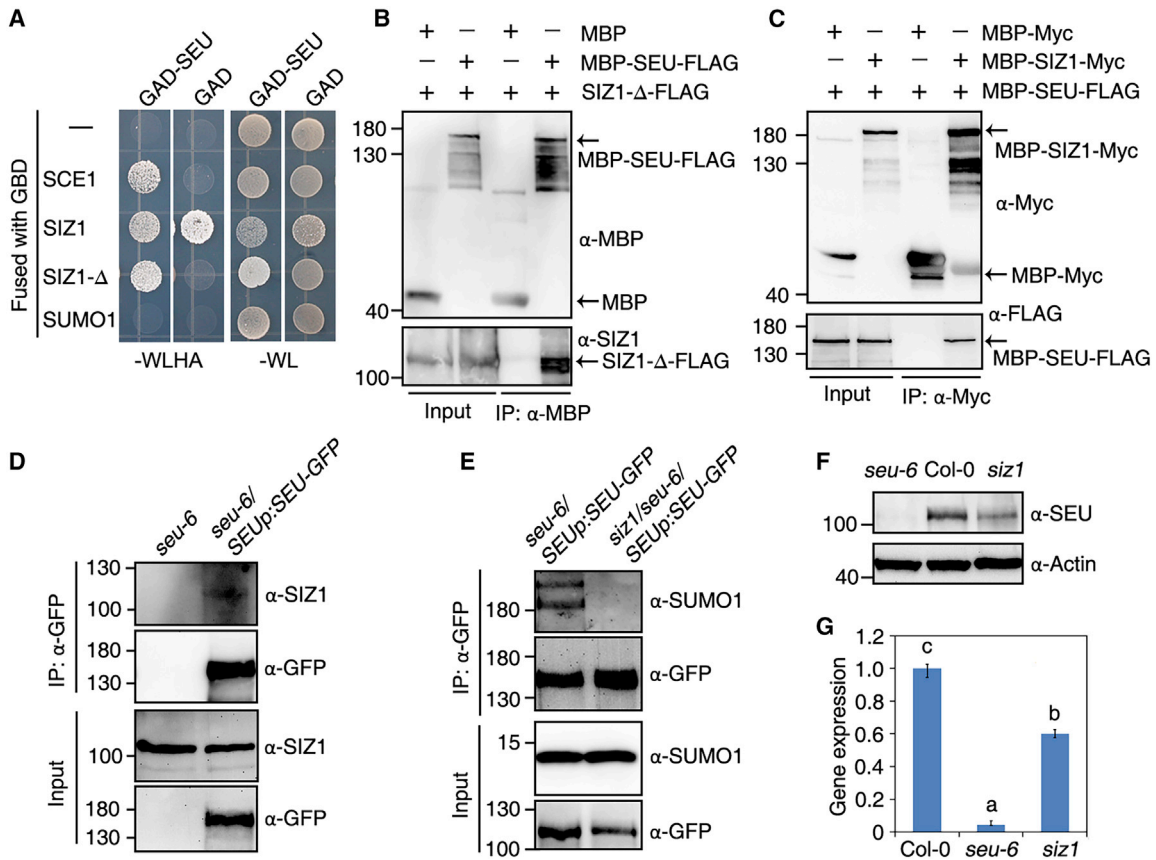 A
GAD-SEU
GAD
GAD-SEU
GAD
Fused with GBD
—
SCE1
SIZ1
SIZ1-Δ
SUMO1
-WLHA
-WL
B
+ − + − MBP
− + − + MBP-SEU-FLAG
+ + + + SIZ1-Δ-FLAG
180
130
MBP-SEU-FLAG
α-MBP
40
MBP
α-SIZ1
SIZ1-Δ-FLAG
100
Input
IP: α-MBP
C
+ − + − MBP-Myc
− + − + MBP-SIZ1-Myc
+ + + + MBP-SEU-FLAG
180
130
MBP-SIZ1-Myc
α-Myc
MBP-Myc
40
α-FLAG
180
130
MBP-SEU-FLAG
Input
IP: α-Myc
D
seu-6
seu-6/
SEUp:SEU-GFP
IP: α-GFP
130
100
α-SIZ1
180
130
α-GFP
Input
100
α-SIZ1
180
130
α-GFP
E
seu-6/
SEUp:SEU-GFP
siz1/seu-6/
SEUp:SEU-GFP
IP: α-GFP
180
α-SUMO1
180
130
α-GFP
Input
15
α-SUMO1
130
100
α-GFP
F
seu-6 Col-0 siz1
100
α-SEU
40
α-Actin
G
Gene expression
1.2
1.0
0.8
0.6
0.4
0.2
0
c
a
b
Col-0 seu-6 siz1